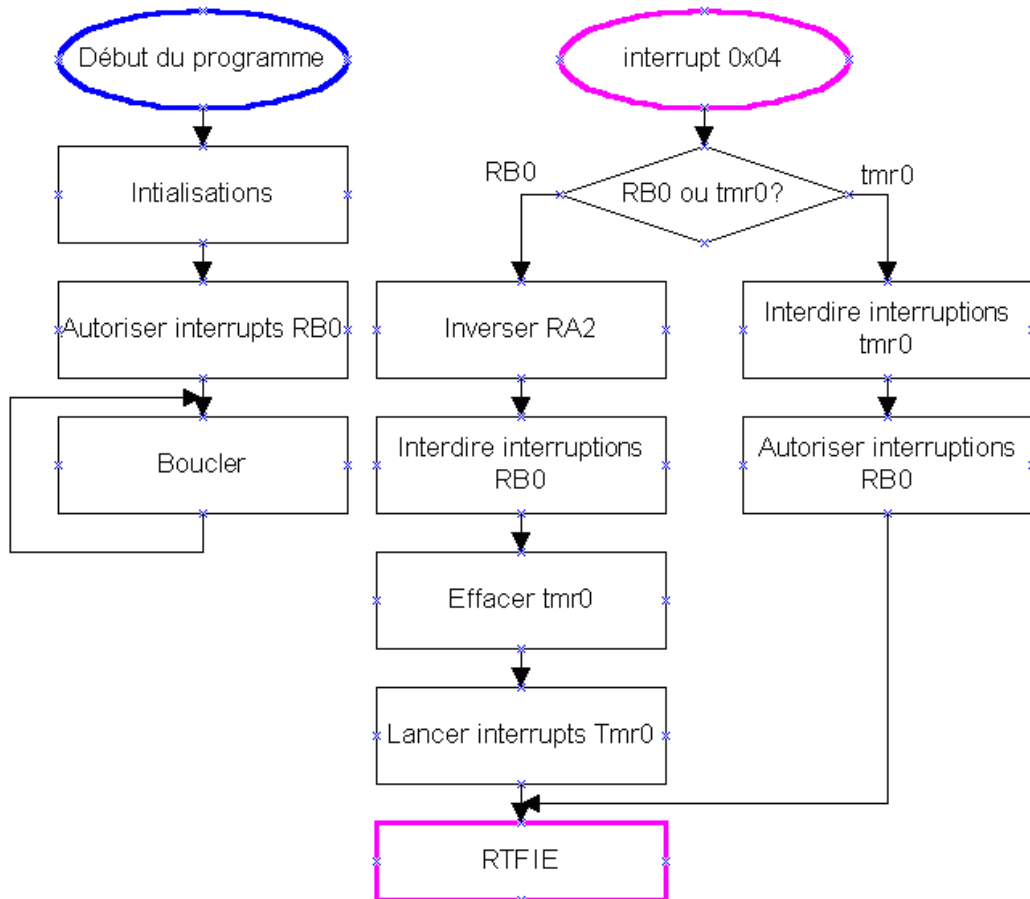 Début du programme
interrupt 0x04
RB0
tmr0
Intialisations
RB0 ou tmr0?
Autoriser interrupts RB0
Inverser RA2
Interdire interruptions
tmr0
Boucler
Interdire interruptions
RB0
Autoriser interruptions
RB0
Effacer tmr0
Lancer interrupts Tmr0
RTFIE